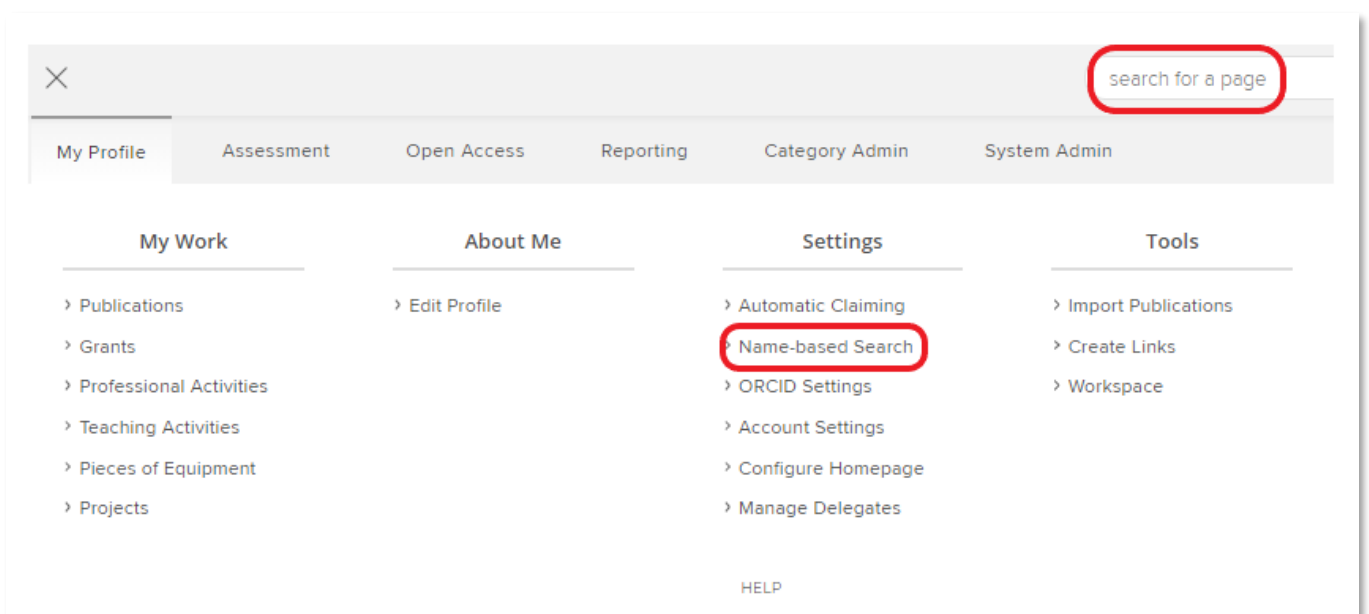 search for a page
My Profile Assessment Open Access Reporting Category Admin System Admin
My Work About Me Settings Tools
› Publications › Edit Profile › Automatic Claiming › Import Publications
› Grants › Name-based Search › Create Links
› Professional Activities › ORCID Settings › Workspace
› Teaching Activities › Account Settings
› Pieces of Equipment › Configure Homepage
› Projects › Manage Delegates
HELP